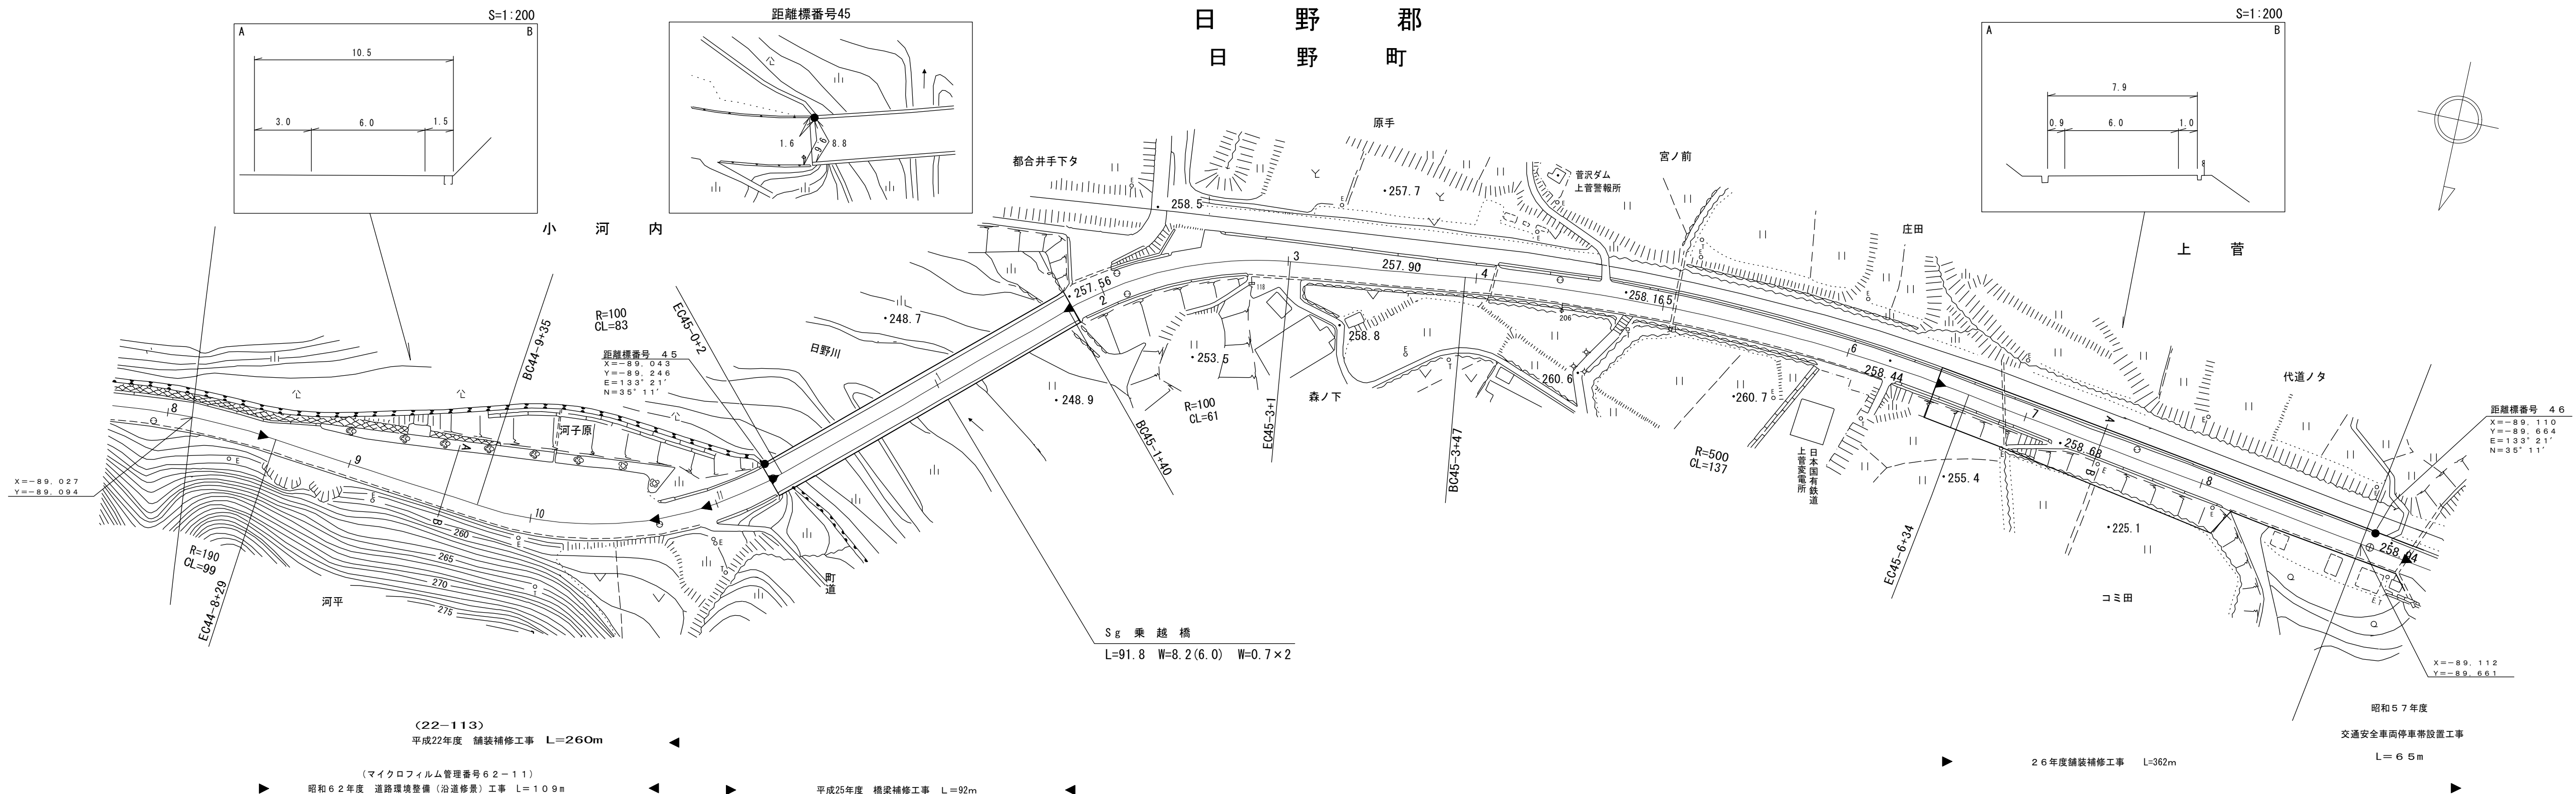 日 野 郡
日 野 町
S=1:200
A
B
10.5
3.0
6.0
1.5
距離標番号45
1.6
9.6
8.8
S=1:200
A
B
7.9
0.9
6.0
1.0
小 河 内
上 菅
都合井手下タ
原手
宮ノ前
庄田
代道ノタ
菅沢ダム
上菅警報所
・257.7
258.5
257.56
257.90
・258.165
258.44
・258.68
258.94
・248.7
・248.9
・253.5
258.8
260.6
・260.7
・255.4
・225.1
日野川
河子原
河平
森ノ下
コミ田
町道
日本国有鉄道
上菅変電所
118
206
BC44-9+35
R=100
CL=83
EC45-0+2
距離標番号 45
X=-89.043
Y=-89.246
E=133°21′
N=35°11′
X=-89.027
Y=-89.094
R=190
CL=99
EC44-8+29
260
265
270
275
8
9
10
2
3
4
6
7
8
A
B
A
B
R=100
CL=61
BC45-1+40
EC45-3+1
BC45-3+47
R=500
CL=137
EC45-6+34
距離標番号 46
X=-89.110
Y=-89.664
E=133°21′
N=35°11′
X=-89.112
Y=-89.661
Sg 乗越橋
L=91.8 W=8.2(6.0) W=0.7×2
(22-113)
平成22年度 舗装補修工事 L=260m
(マイクロフィルム管理番号62-11)
昭和62年度 道路環境整備(沿道修景)工事 L=109m
平成25年度 橋梁補修工事 L=92m
26年度舗装補修工事 L=362m
昭和57年度
交通安全車両停車帯設置工事
L=65m